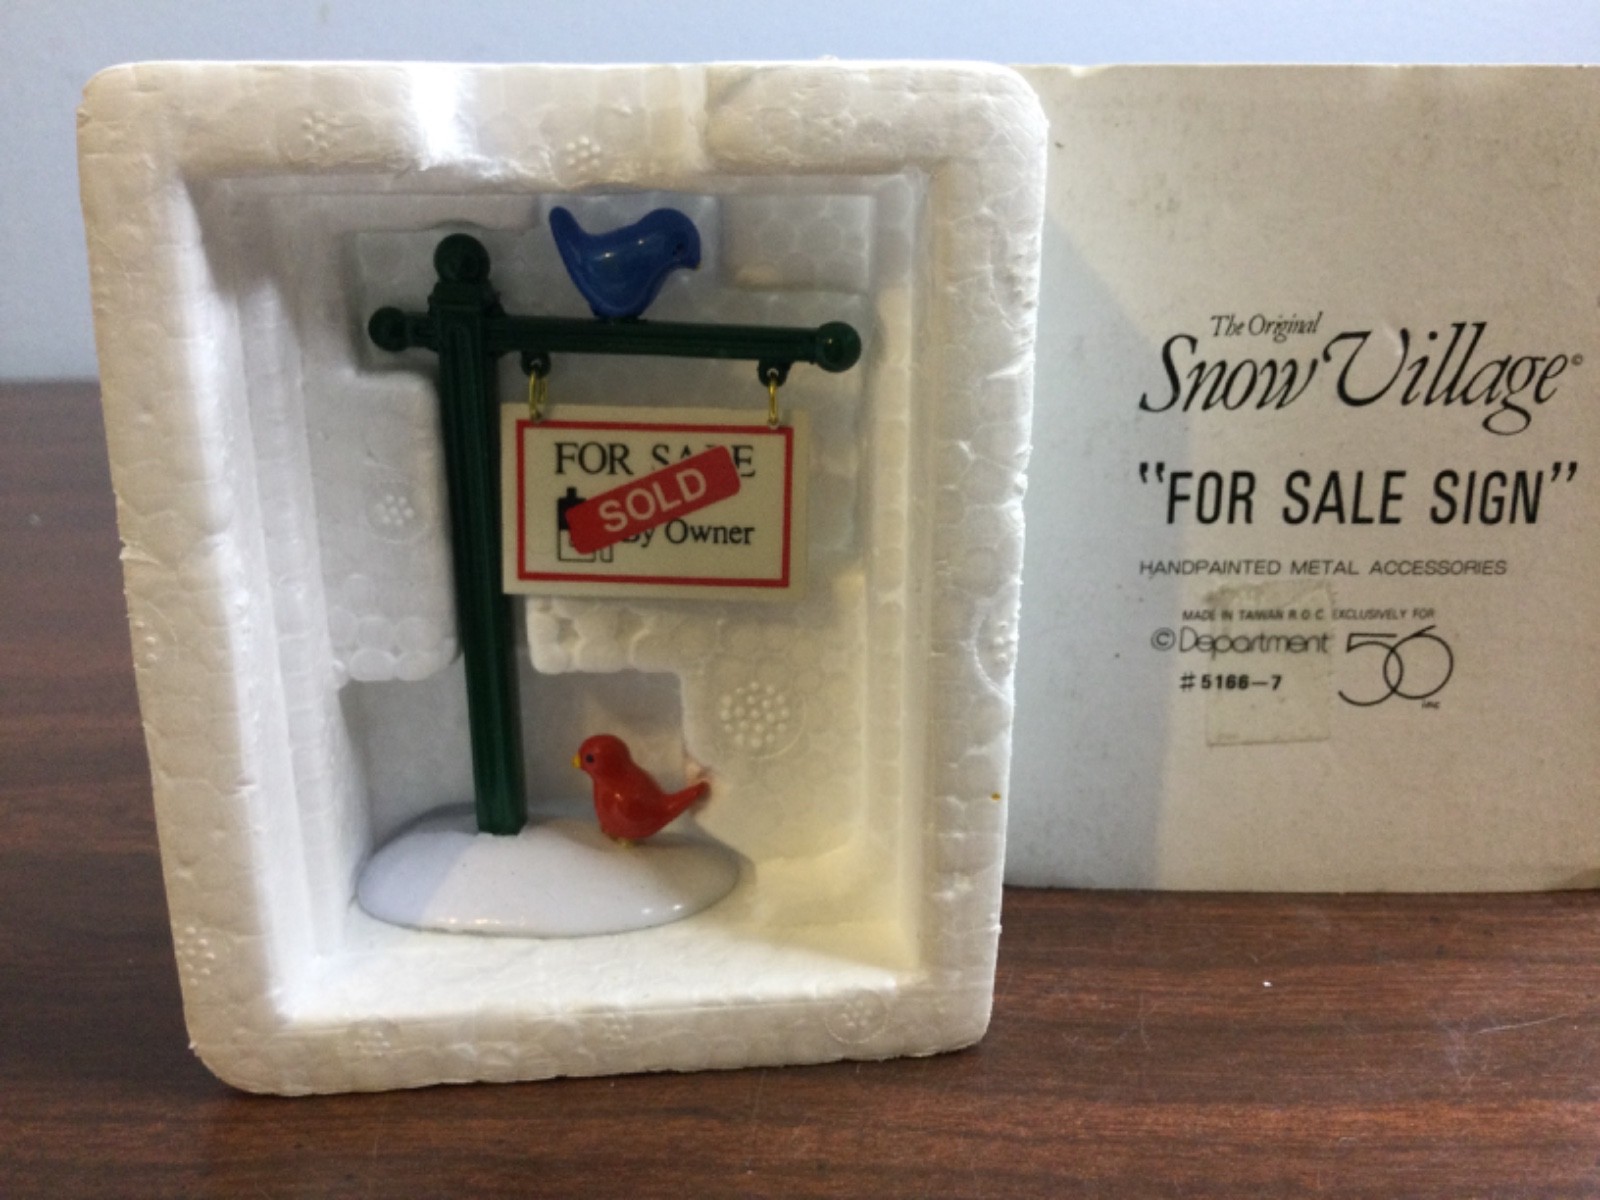 FOR SALE
SOLD
By Owner
The Original
Snow Village©
"FOR SALE SIGN"
HANDPAINTED METAL ACCESSORIES
MADE IN TAIWAN R.O.C. EXCLUSIVELY FOR
©Department 56 inc
#5166-7